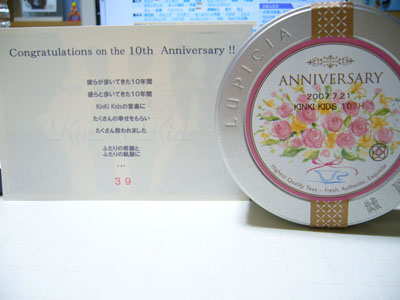 Congratulations on the 10th Anniversary !!
彼らが歩いてきた10年間
彼らと歩いてきた10年間
KinKi Kidsの音楽に
たくさんの幸せをもらい
たくさん救われました
ふたりの奇跡と
ふたりの軌跡に
...
39
LUPICIA
ANNIVERSARY
2007.7.21
KINKI KIDS 10TH
Highest Quality Teas - Fresh, Authentic, Exquisite